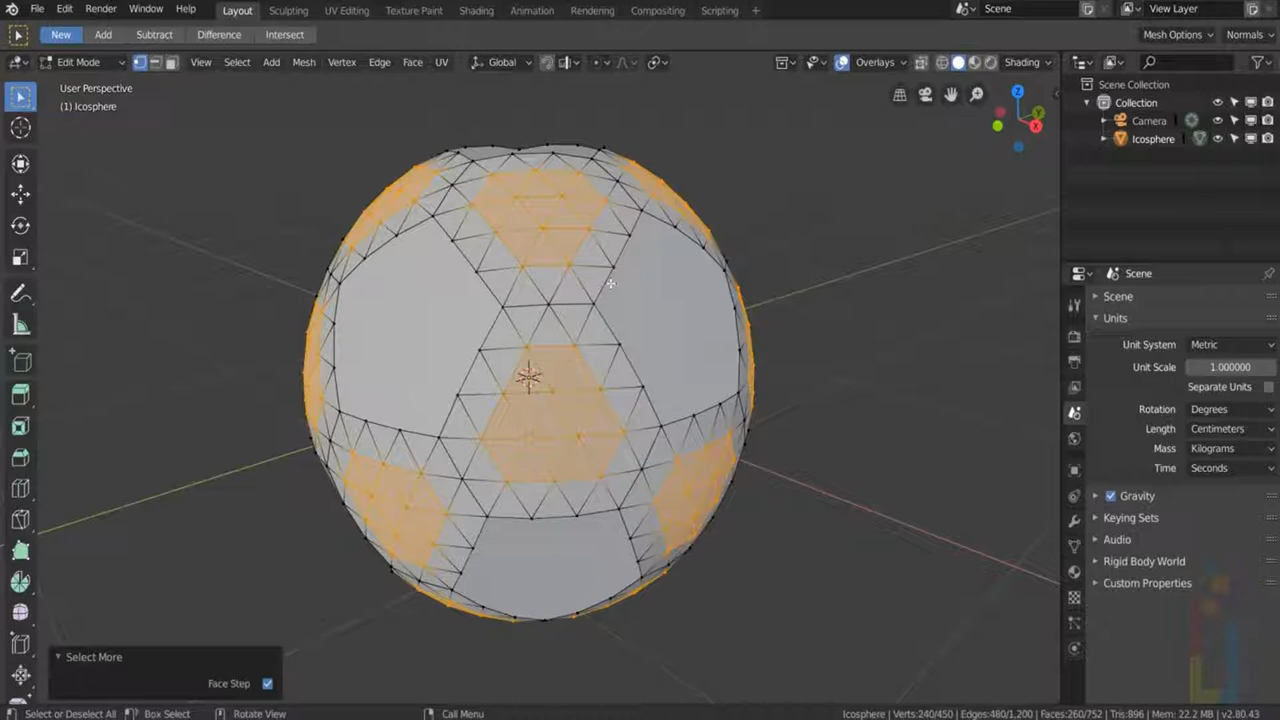 File Edit Render Window Help Layout Sculpting UV Editing Texture Paint Shading Animation Rendering Compositing Scripting + Scene View Layer
New Add Subtract Difference Intersect Mesh Options Normals
Edit Mode View Select Add Mesh Vertex Edge Face UV Global Overlays Shading
User Perspective
(1) Icosphere
Scene Collection
Collection
Camera
Icosphere
Z
Y
X
Scene
Scene
Units
Unit System Metric
Unit Scale 1.000000
Separate Units
Rotation Degrees
Length Centimeters
Mass Kilograms
Time Seconds
Gravity
Keying Sets
Audio
Rigid Body World
Custom Properties
Select More
Face Step
Select or Deselect All Box Select Rotate View Call Menu Icosphere | Verts:240/450 | Edges:480/1,200 | Faces:260/752 | Tris:896 | Mem: 22.2 MB | v2.80.43